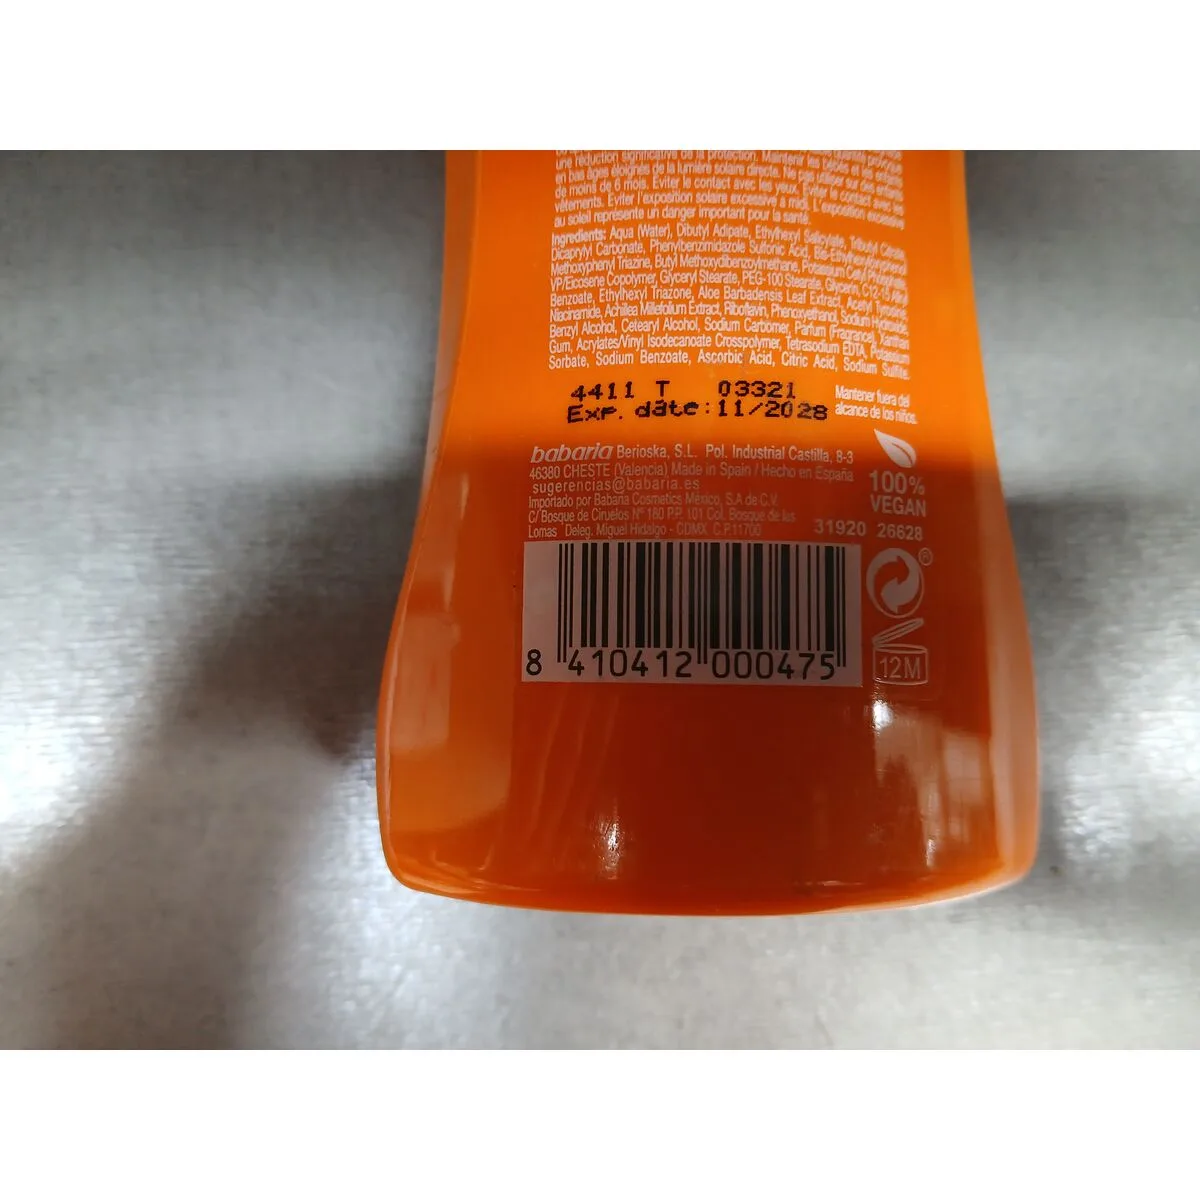 une réduction significative de la protection. Maintenir les bébés et les enfants
en bas âges éloignés de la lumière solaire directe. Ne pas utiliser sur des enfants
de moins de 6 mois. Éviter le contact avec les yeux. Éviter le contact avec les
vêtements. Éviter l'exposition solaire excessive à midi. L'exposition excessive
au soleil représente un danger important pour la santé.
Ingredients: Aqua (Water), Dibutyl Adipate, Ethylhexyl Salicylate, Tributyl Citrate,
Dicaprylyl Carbonate, Phenylbenzimidazole Sulfonic Acid, Bis-Ethylhexyloxyphenol
Methoxyphenyl Triazine, Butyl Methoxydibenzoylmethane, Potassium Cetyl Phosphate,
VP/Eicosene Copolymer, Glyceryl Stearate, PEG-100 Stearate, Glycerin, C12-15 Alkyl
Benzoate, Ethylhexyl Triazone, Aloe Barbadensis Leaf Extract, Acetyl Tyrosine,
Niacinamide, Achillea Millefolium Extract, Riboflavin, Phenoxyethanol, Sodium Hydroxide,
Benzyl Alcohol, Cetearyl Alcohol, Sodium Carbomer, Parfum (Fragrance), Xanthan
Gum, Acrylates/Vinyl Isodecanoate Crosspolymer, Tetrasodium EDTA, Potassium
Sorbate, Sodium Benzoate, Ascorbic Acid, Citric Acid, Sodium Sulfite.
4411 T 03321
Exp. date: 11/2028
Mantener fuera del
alcance de los niños.
babaria Berioska, S.L. Pol. Industrial Castilla, 8-3
46380 CHESTE (Valencia) Made in Spain / Hecho en España
sugerencias@babaria.es
Importado por Babaria Cosmetics México, S.A de C.V.
C/ Bosque de Ciruelos Nº 180 P.P. 101 Col. Bosque de las
Lomas Deleg. Miguel Hidalgo - CDMX C.P.11700
100%
VEGAN
31920 26628
®
8 410412 000475
12M